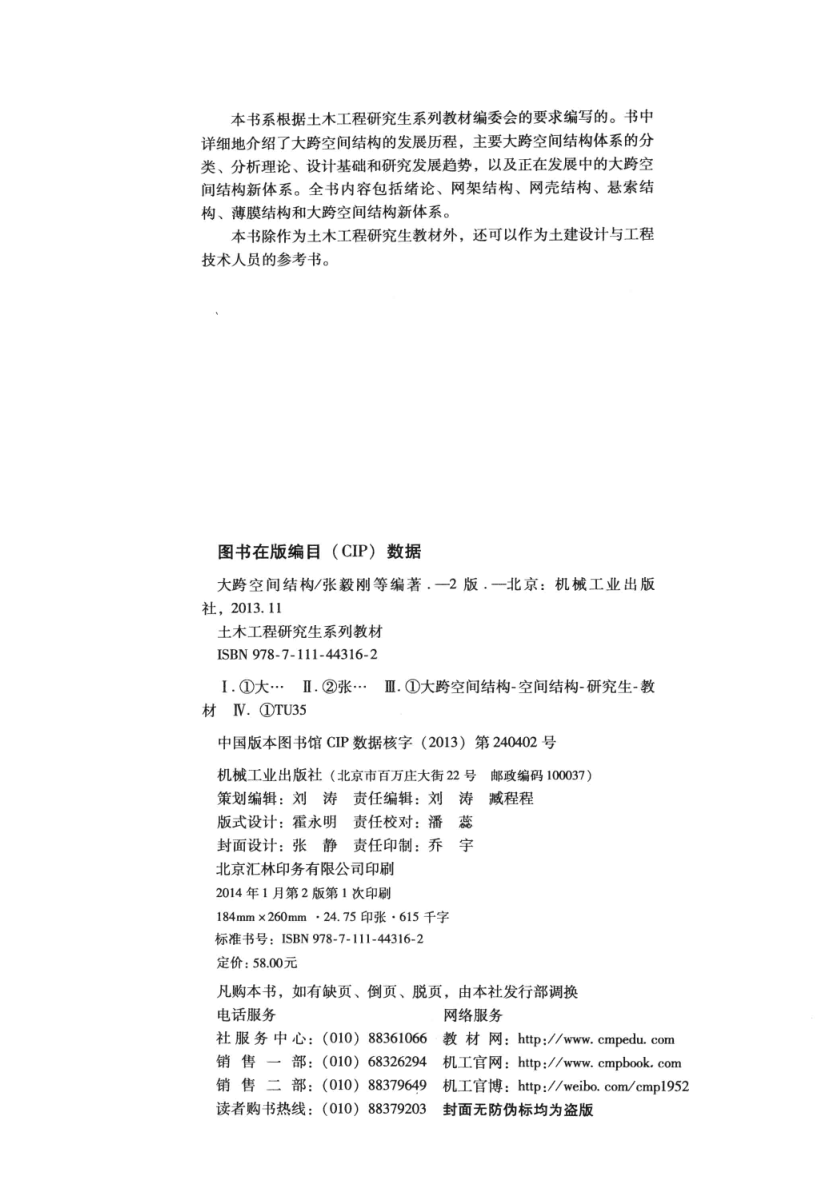 本书系根据土木工程研究生系列教材编委会的要求编写的。书中
详细地介绍了大跨空间结构的发展历程，主要大跨空间结构体系的分
类、分析理论、设计基础和研究发展趋势，以及正在发展中的大跨空
间结构新体系。全书内容包括绪论、网架结构、网壳结构、悬索结
构、薄膜结构和大跨空间结构新体系。
本书除作为土木工程研究生教材外，还可以作为土建设计与工程
技术人员的参考书。
图书在版编目（CIP）数据
大跨空间结构/张毅刚等编著．—2 版．—北京：机械工业出版
社，2013. 11
土木工程研究生系列教材
ISBN 978-7-111-44316-2
Ⅰ. ①大… Ⅱ. ②张… Ⅲ. ①大跨空间结构-空间结构-研究生-教
材 Ⅳ. ①TU35
中国版本图书馆 CIP 数据核字（2013）第 240402 号
机械工业出版社（北京市百万庄大街 22 号 邮政编码 100037）
策划编辑：刘 涛 责任编辑：刘 涛 臧程程
版式设计：霍永明 责任校对：潘 蕊
封面设计：张 静 责任印制：乔 宇
北京汇林印务有限公司印刷
2014 年 1 月第 2 版第 1 次印刷
184mm × 260mm · 24. 75 印张 · 615 千字
标准书号：ISBN 978-7-111-44316-2
定价：58.00元
凡购本书，如有缺页、倒页、脱页，由本社发行部调换
电话服务 网络服务
社 服 务 中 心：（010）88361066 教 材 网：http://www. cmpedu. com
销 售 一 部：（010）68326294 机工官网：http://www. cmpbook. com
销 售 二 部：（010）88379649 机工官博：http://weibo. com/cmp1952
读者购书热线：（010）88379203 封面无防伪标均为盗版